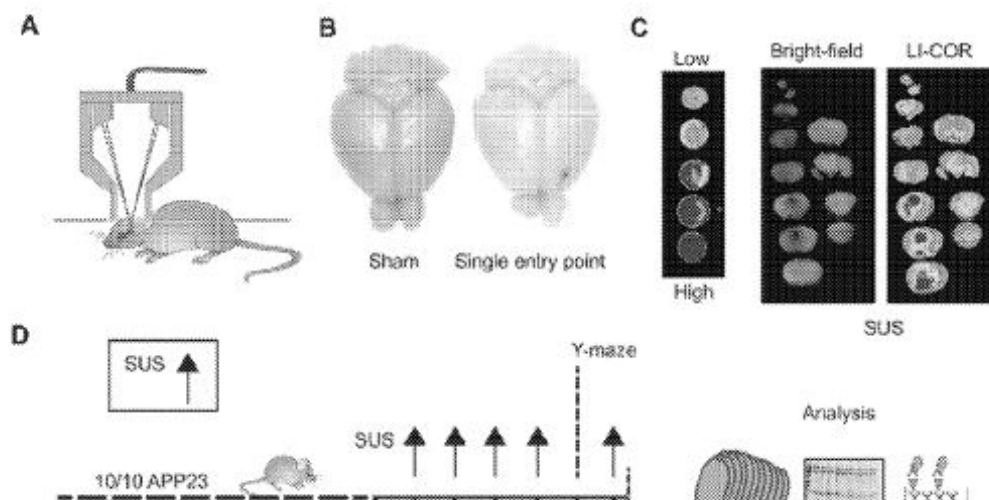 A
B
C
Low
Bright-field
LI-COR
Sham
Single entry point
High
SUS
D
SUS
Y-maze
SUS
Analysis
10/10 APP23